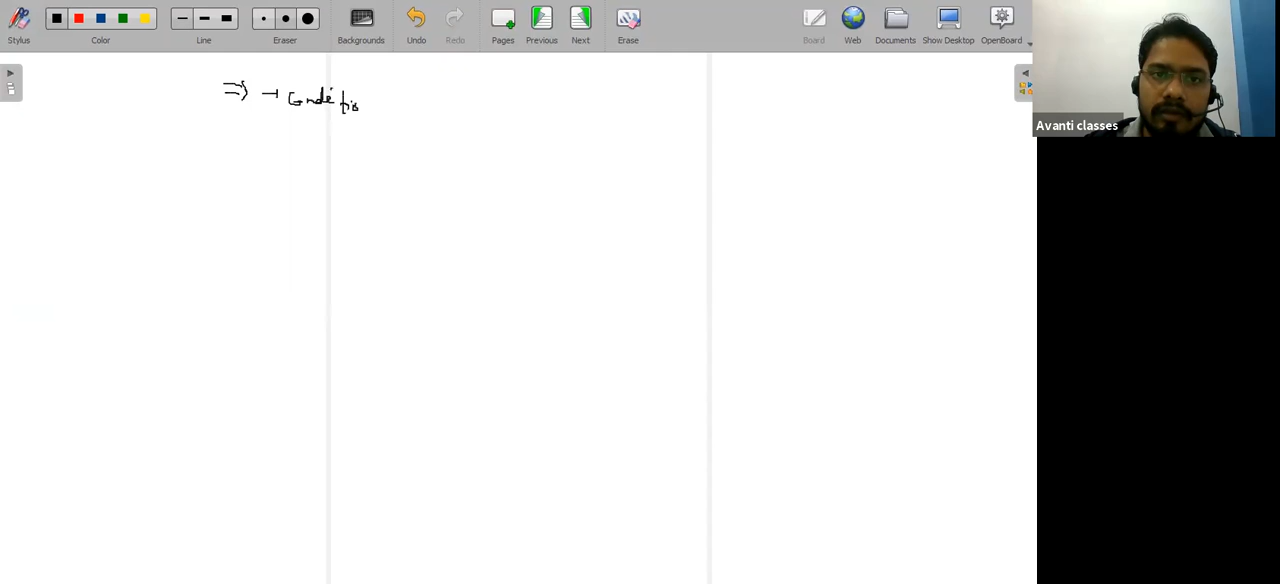 Stylus Color Line Eraser Backgrounds Undo Redo Pages Previous Next Erase Board Web Documents Show Desktop OpenBoard
⇒ →
Avanti classes